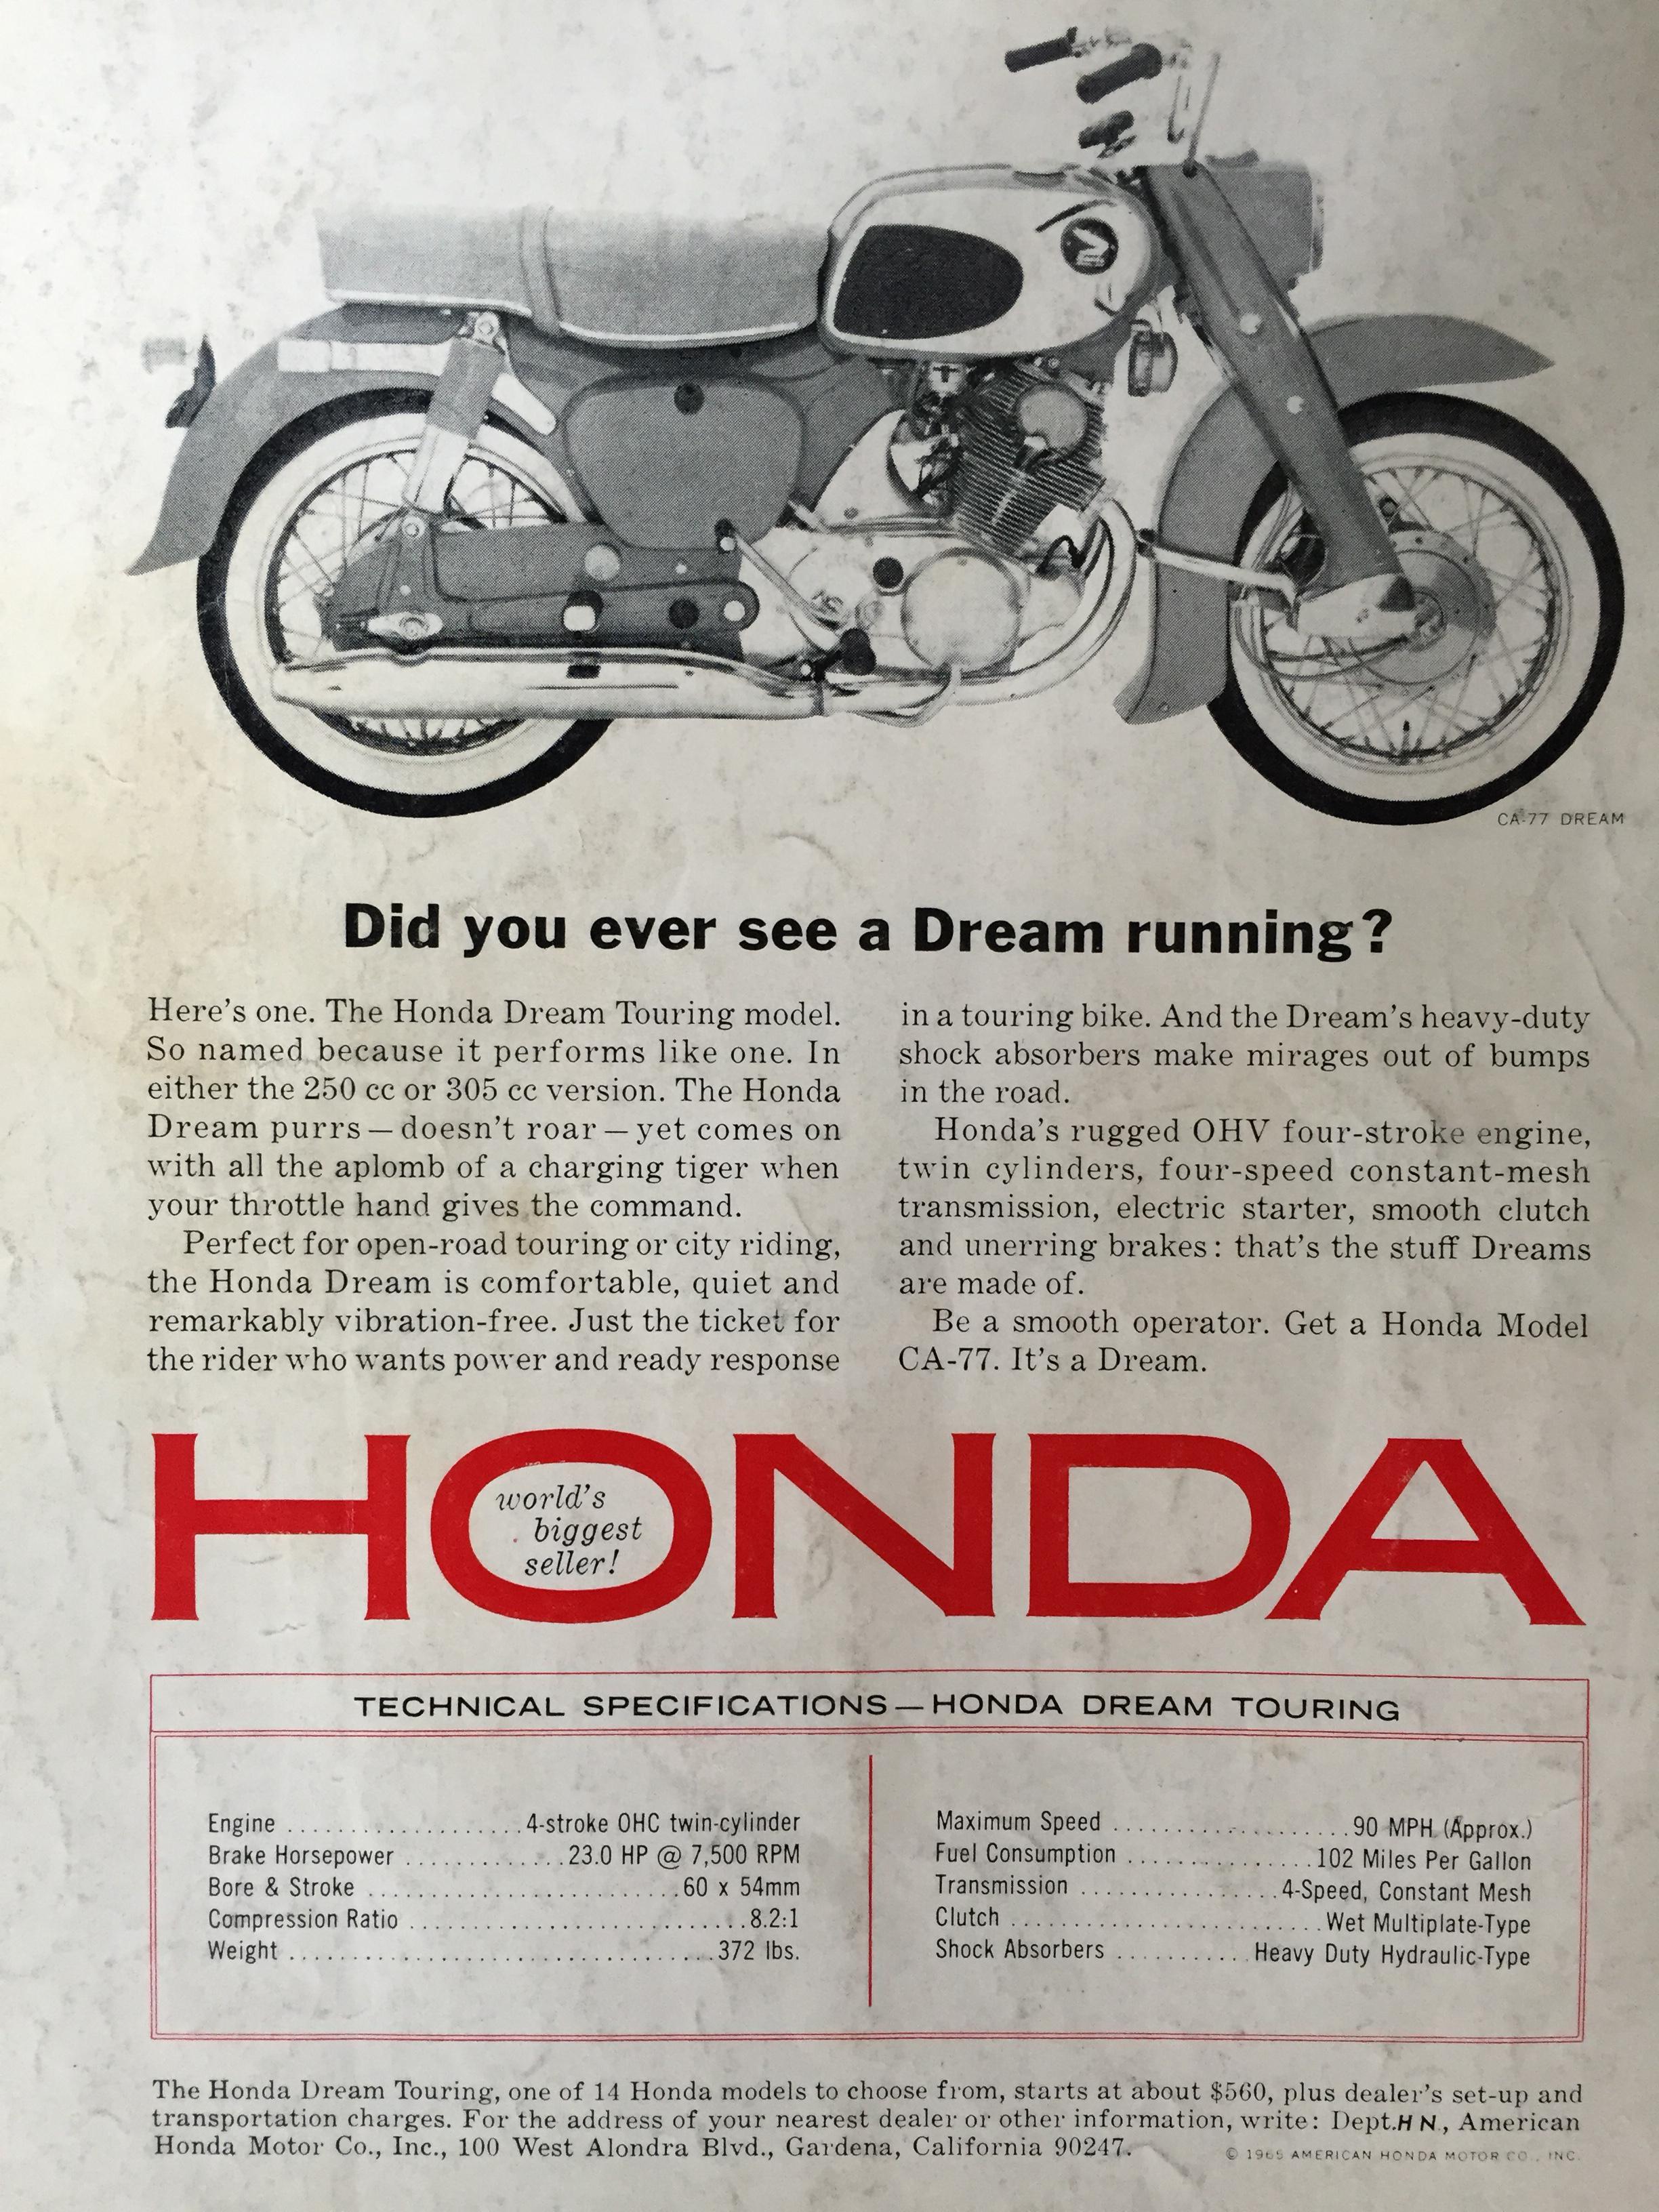 CA-77 DREAM
Did you ever see a Dream running?
Here's one. The Honda Dream Touring model.
So named because it performs like one. In
either the 250 cc or 305 cc version. The Honda
Dream purrs — doesn't roar — yet comes on
with all the aplomb of a charging tiger when
your throttle hand gives the command.
Perfect for open-road touring or city riding,
the Honda Dream is comfortable, quiet and
remarkably vibration-free. Just the ticket for
the rider who wants power and ready response
in a touring bike. And the Dream's heavy-duty
shock absorbers make mirages out of bumps
in the road.
Honda's rugged OHV four-stroke engine,
twin cylinders, four-speed constant-mesh
transmission, electric starter, smooth clutch
and unerring brakes: that's the stuff Dreams
are made of.
Be a smooth operator. Get a Honda Model
CA-77. It's a Dream.
HONDA
world's
biggest
seller!
TECHNICAL SPECIFICATIONS — HONDA DREAM TOURING
Engine ................... 4-stroke OHC twin-cylinder
Brake Horsepower ............. 23.0 HP @ 7,500 RPM
Bore & Stroke ......................... 60 x 54mm
Compression Ratio ........................... 8.2:1
Weight .................................. 372 lbs.
Maximum Speed ................... 90 MPH (Approx.)
Fuel Consumption ............... 102 Miles Per Gallon
Transmission ................ 4-Speed, Constant Mesh
Clutch ......................... Wet Multiplate-Type
Shock Absorbers ........... Heavy Duty Hydraulic-Type
The Honda Dream Touring, one of 14 Honda models to choose from, starts at about $560, plus dealer's set-up and
transportation charges. For the address of your nearest dealer or other information, write: Dept. HN, American
Honda Motor Co., Inc., 100 West Alondra Blvd., Gardena, California 90247.
© 1965 AMERICAN HONDA MOTOR CO., INC.